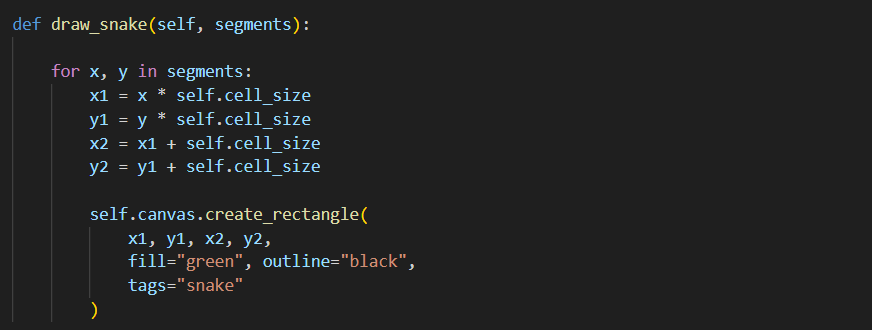 def draw_snake(self, segments):
for x, y in segments:
x1 = x * self.cell_size
y1 = y * self.cell_size
x2 = x1 + self.cell_size
y2 = y1 + self.cell_size
self.canvas.create_rectangle(
x1, y1, x2, y2,
fill="green", outline="black",
tags="snake"
)